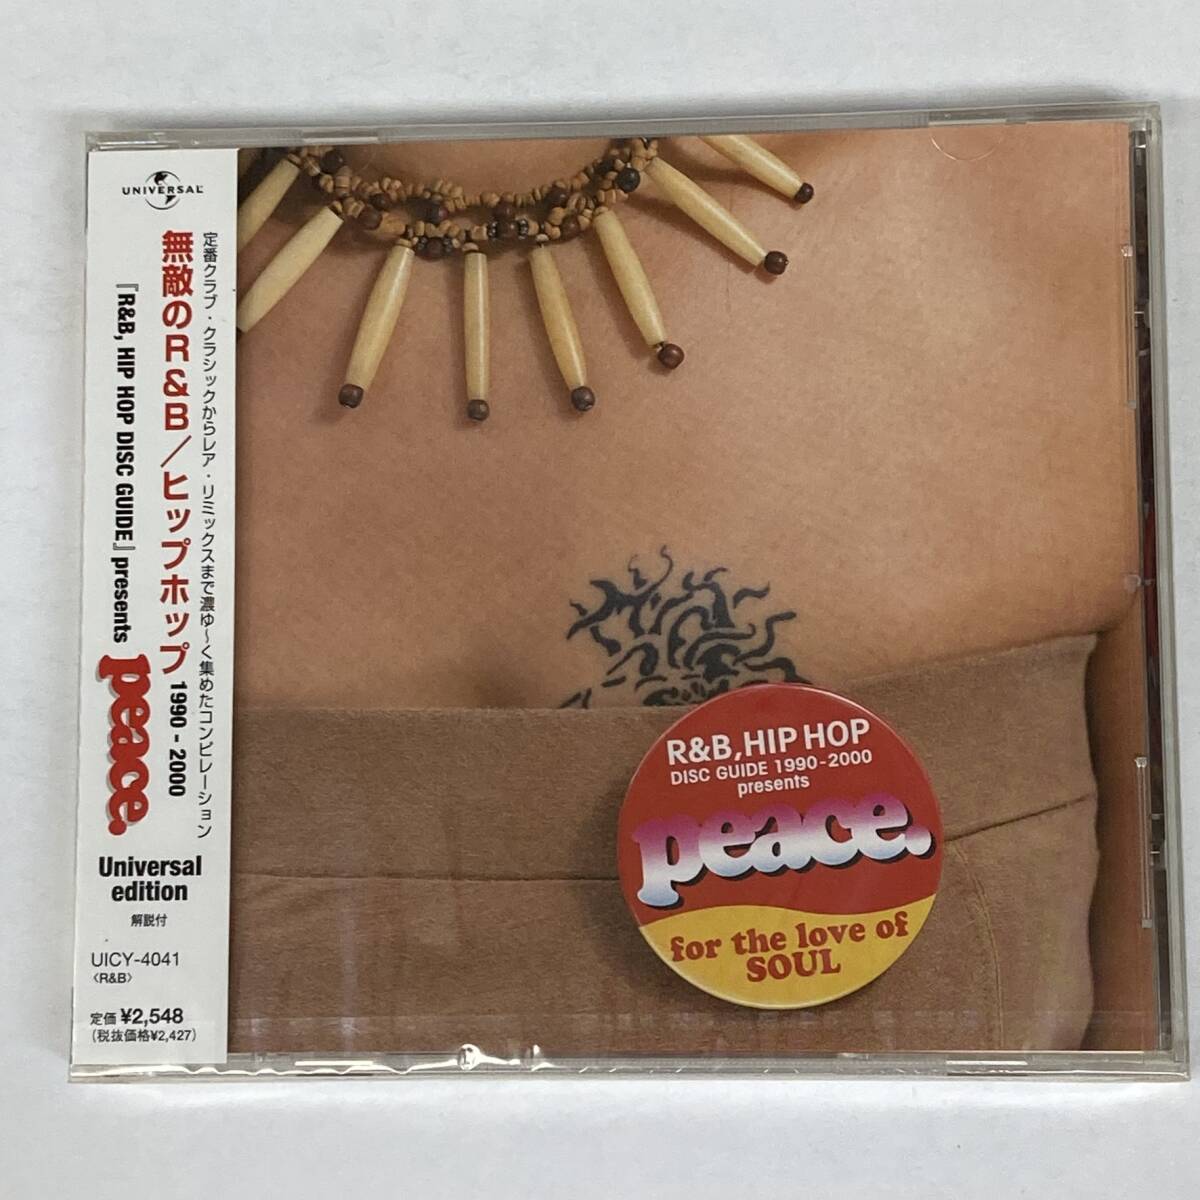 UNIVERSAL
定番クラブ・クラシックからレア・リミックスまで濃ゆ〜く集めたコンピレーション
無敵のR&B/ヒップホップ
1990-2000
『R&B, HIP HOP DISC GUIDE』presents
peace.
Universal
edition
解説付
UICY-4041
〈R&B〉
定価 ¥2,548
(税抜価格¥2,427)
R&B, HIP HOP
DISC GUIDE 1990-2000
presents
peace.
for the love of
SOUL